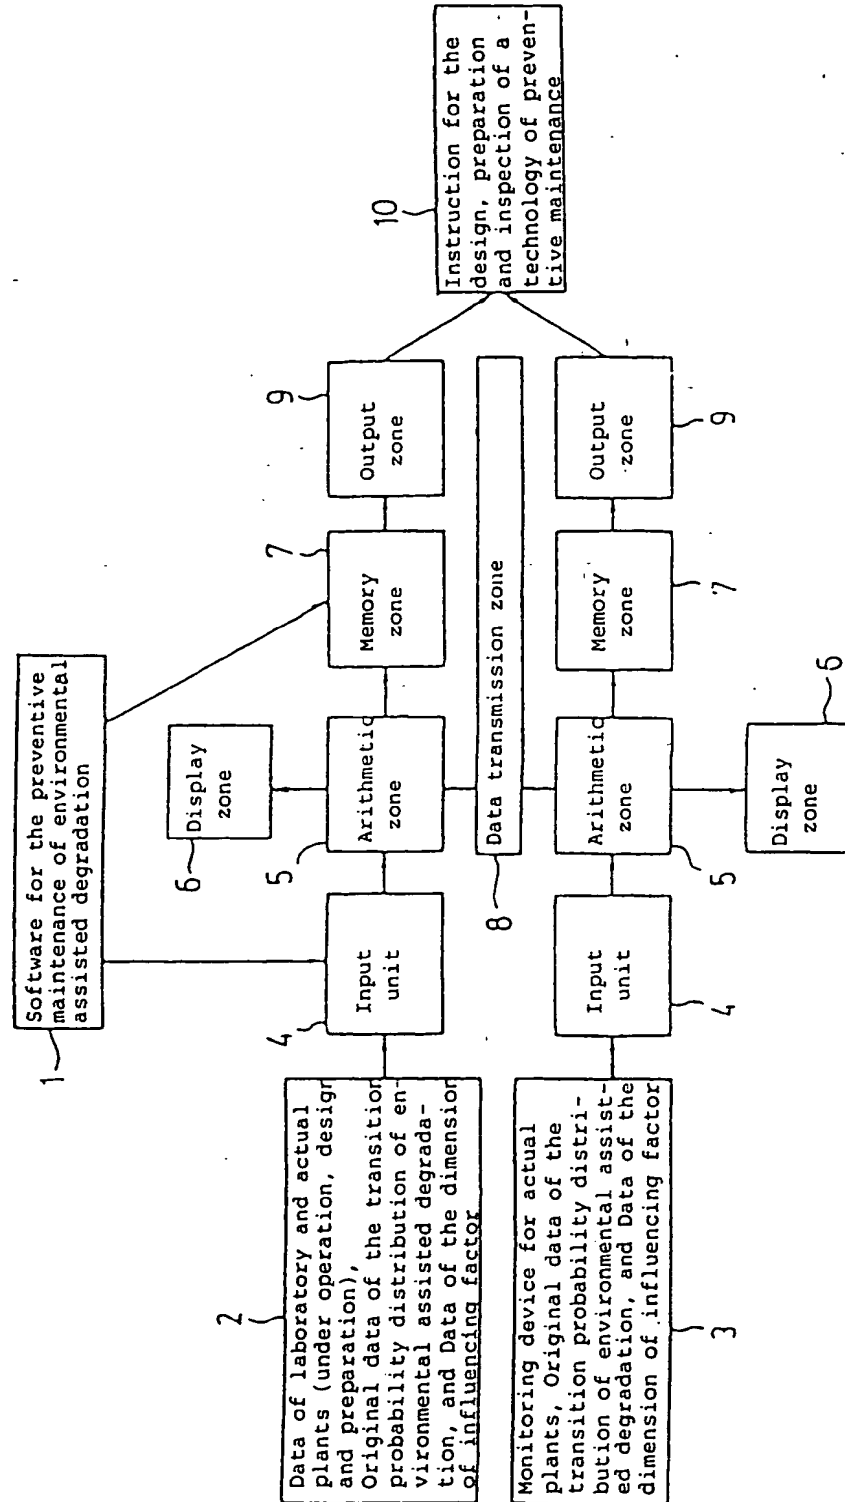 1
Software for the preventive
maintenance of environmental
assisted degradation
2
Data of laboratory and actual
plants (under operation, design
and preparation),
Original data of the transition
probability distribution of en-
vironmental assisted degrada-
tion, and Data of the dimension
of influencing factor
4
Input
unit
5
Arithmetic
zone
6
Display
zone
7
Memory
zone
9
Output
zone
8
Data transmission zone
10
Instruction for the
design, preparation
and inspection of a
technology of preven-
tive maintenance
3
Monitoring device for actual
plants, Original data of the
transition probability distri-
bution of environmental assist-
ed degradation, and Data of the
dimension of influencing factor
4
Input
unit
5
Arithmetic
zone
6
Display
zone
7
Memory
zone
9
Output
zone